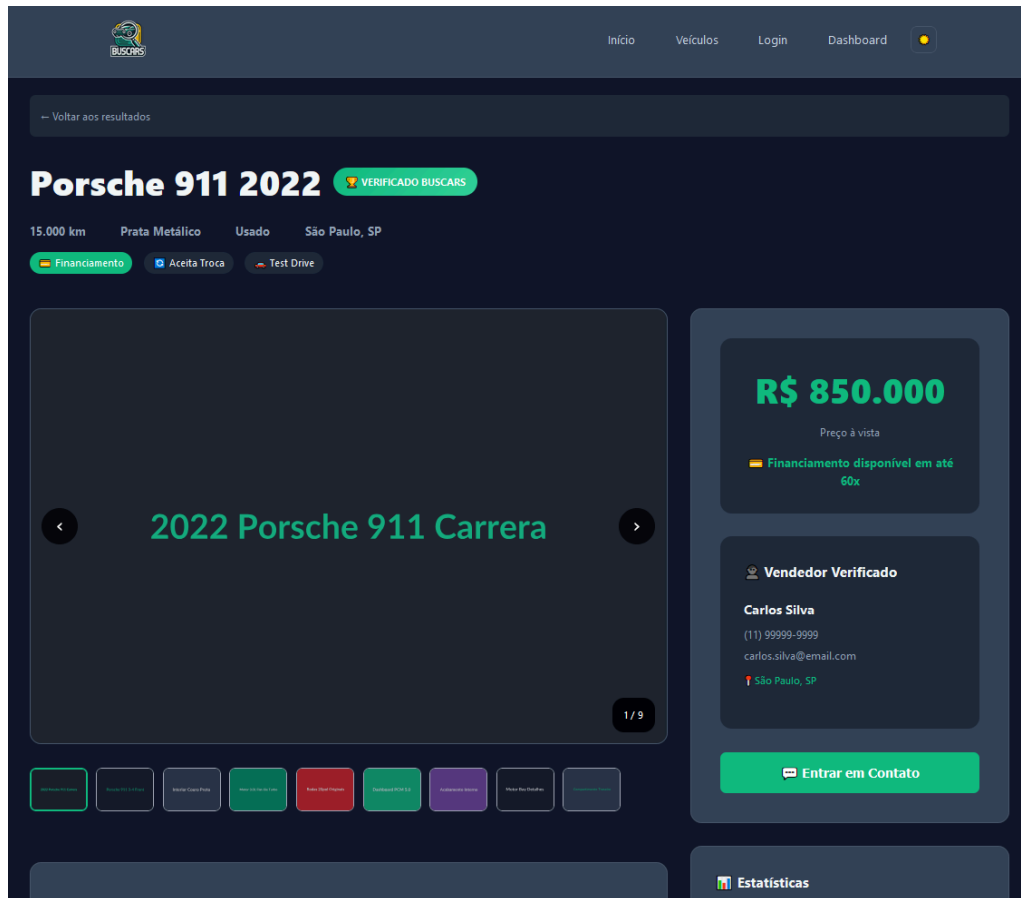 BUSCARS
Início
Veículos
Login
Dashboard
← Voltar aos resultados
Porsche 911 2022
VERIFICADO BUSCARS
15.000 km
Prata Metálico
Usado
São Paulo, SP
Financiamento
Aceita Troca
Test Drive
2022 Porsche 911 Carrera
1 / 9
R$ 850.000
Preço à vista
Financiamento disponível em até
60x
Vendedor Verificado
Carlos Silva
(11) 99999-9999
carlos.silva@email.com
São Paulo, SP
Entrar em Contato
Estatísticas